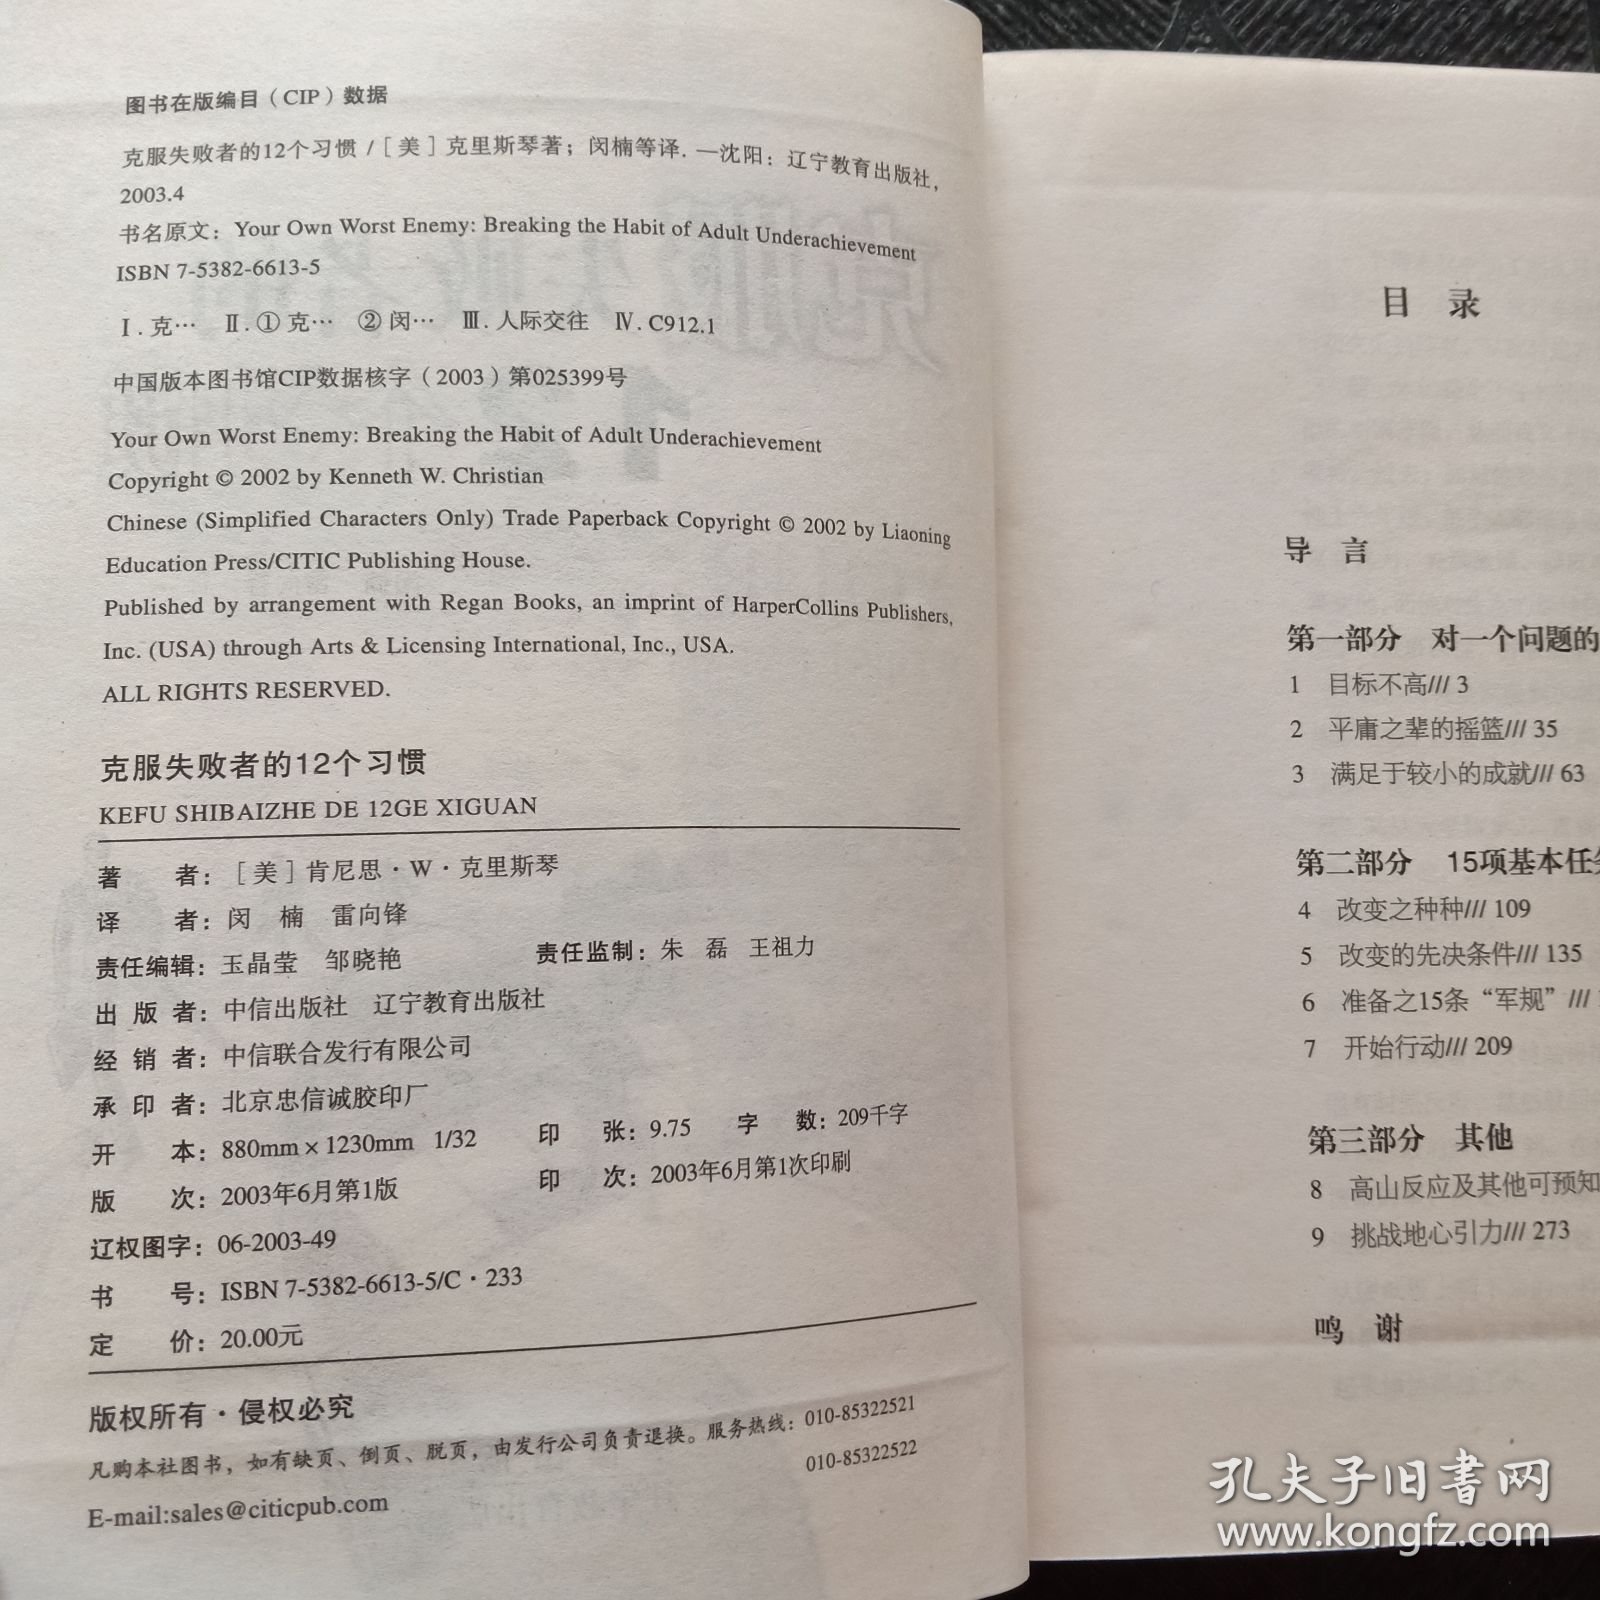 图书在版编目（CIP）数据
克服失败者的12个习惯 /［美］克里斯琴著；闵楠等译. —沈阳：辽宁教育出版社，
2003.4
书名原文：Your Own Worst Enemy: Breaking the Habit of Adult Underachievement
ISBN 7-5382-6613-5
Ⅰ. 克… Ⅱ. ① 克… ② 闵… Ⅲ. 人际交往 Ⅳ. C912.1
中国版本图书馆CIP数据核字（2003）第025399号
Your Own Worst Enemy: Breaking the Habit of Adult Underachievement
Copyright © 2002 by Kenneth W. Christian
Chinese (Simplified Characters Only) Trade Paperback Copyright © 2002 by Liaoning
Education Press/CITIC Publishing House.
Published by arrangement with Regan Books, an imprint of HarperCollins Publishers,
Inc. (USA) through Arts & Licensing International, Inc., USA.
ALL RIGHTS RESERVED.
克服失败者的12个习惯
KEFU SHIBAIZHE DE 12GE XIGUAN
著 者：［美］肯尼思·W·克里斯琴
译 者：闵 楠 雷向锋
责任编辑：玉晶莹 邹晓艳 责任监制：朱 磊 王祖力
出 版 者：中信出版社 辽宁教育出版社
经 销 者：中信联合发行有限公司
承 印 者：北京忠信诚胶印厂
开 本：880mm×1230mm 1/32 印 张：9.75 字 数：209千字
版 次：2003年6月第1版 印 次：2003年6月第1次印刷
辽权图字：06-2003-49
书 号：ISBN 7-5382-6613-5/C·233
定 价：20.00元
版权所有·侵权必究
凡购本社图书，如有缺页、倒页、脱页，由发行公司负责退换。服务热线：010-85322521
010-85322522
E-mail:sales@citicpub.com
目 录
导 言
第一部分 对一个问题的
1 目标不高/// 3
2 平庸之辈的摇篮/// 35
3 满足于较小的成就/// 63
第二部分 15项基本任
4 改变之种种/// 109
5 改变的先决条件/// 135
6 准备之15条“军规”///
7 开始行动/// 209
第三部分 其他
8 高山反应及其他可预知
9 挑战地心引力/// 273
鸣 谢
孔夫子旧书网
www.kongfz.com